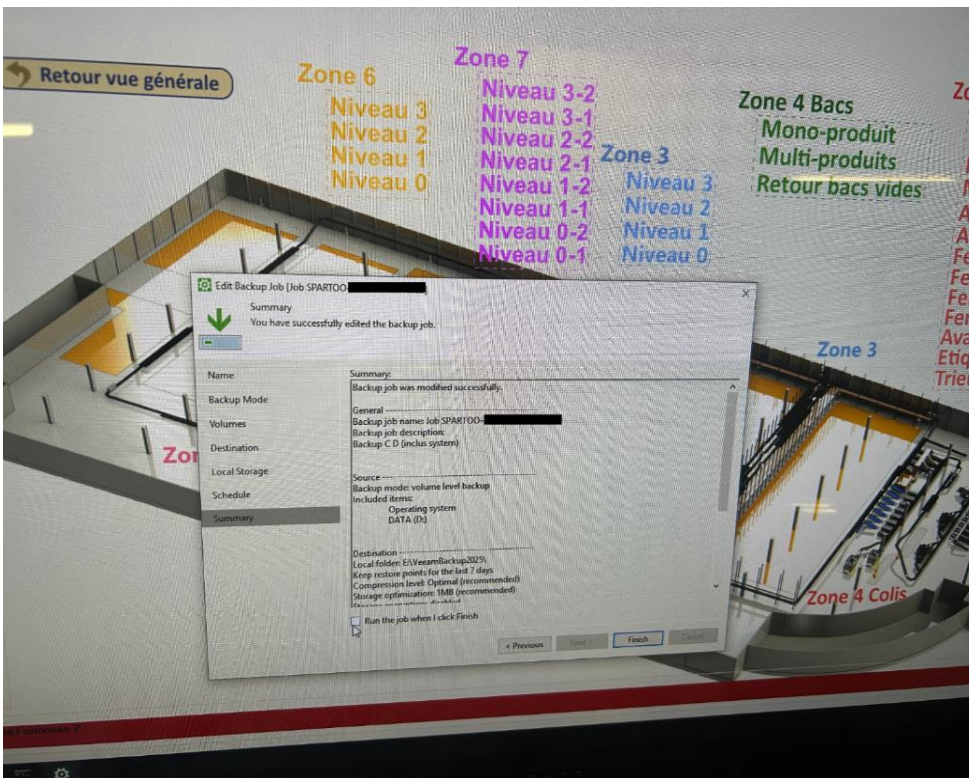 Retour vue générale
Zone 6
Niveau 3
Niveau 2
Niveau 1
Niveau 0
Zone 7
Niveau 3-2
Niveau 3-1
Niveau 2-2
Niveau 2-1
Niveau 1-2
Niveau 1-1
Niveau 0-2
Niveau 0-1
Zone 3
Niveau 3
Niveau 2
Niveau 1
Niveau 0
Zone 4 Bacs
Mono-produit
Multi-produits
Retour bacs vides
Edit Backup Job [Job SPARTOO-
Summary
You have successfully edited the backup job.
Name
Backup Mode
Volumes
Destination
Local Storage
Schedule
Summary
Summary:
Backup job was modified successfully.
General
Backup job name: Job SPARTOO-
Backup job description:
Backup C D (inclus system)
Source
Backup mode: volume level backup
Included items:
Operating system
DATA (D:)
Destination
Local folder: E:\VeeamBackup2025\
Keep restore points for the last 7 days
Compression level: Optimal (recommended)
Storage optimization: 1MB (recommended)
Run the job when I click Finish
< Previous
Next >
Finish
Cancel
Zone 3
Zone 4 Colis